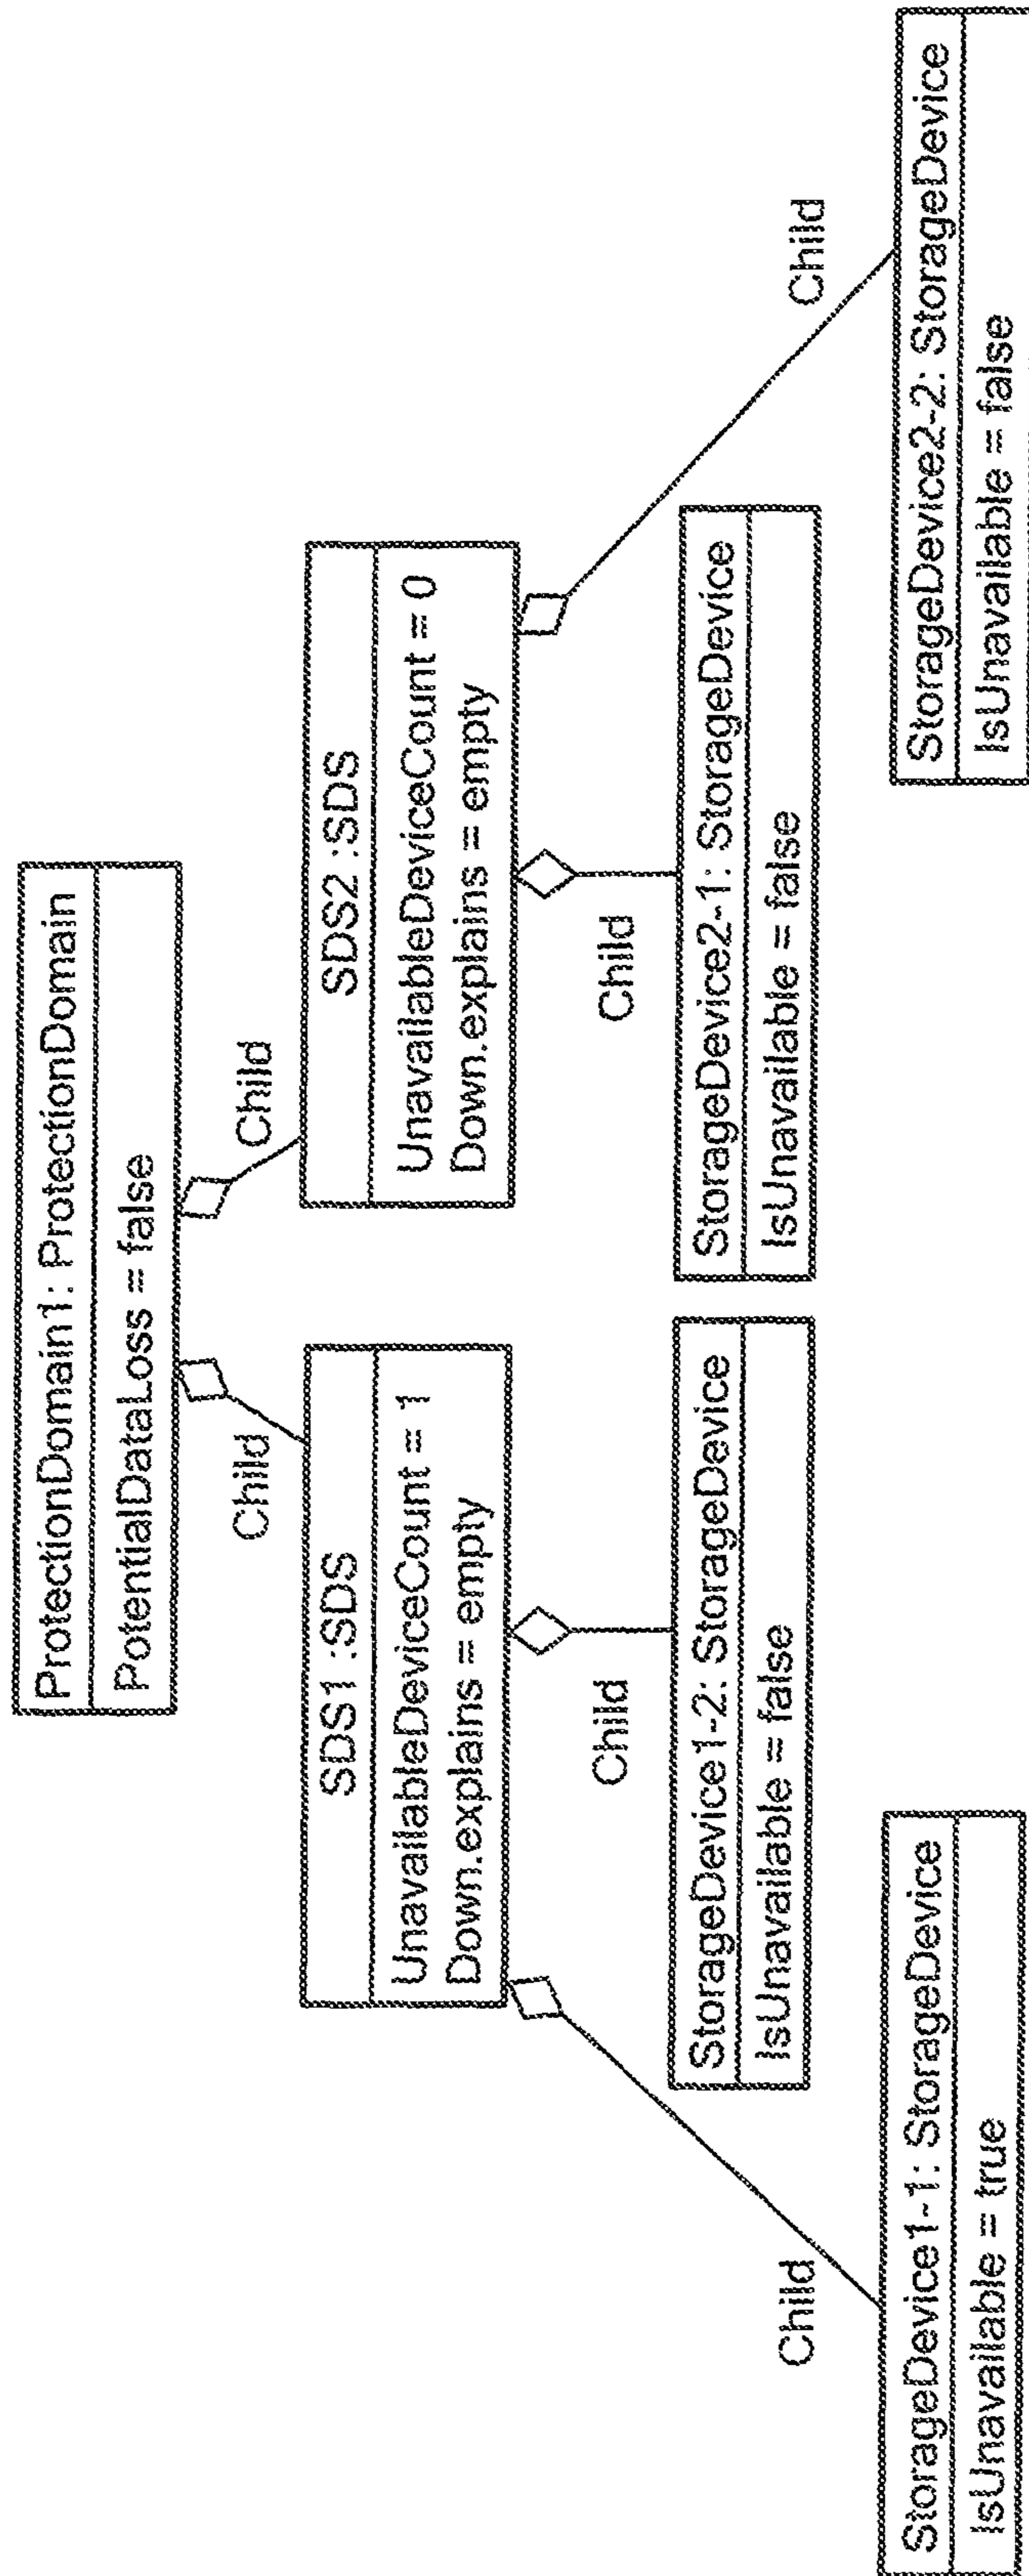 ProtectionDomain1: ProtectionDomain
PotentialDataLoss = false
Child
Child
SDS1 :SDS
UnavailableDeviceCount = 1
Down.explains = empty
SDS2 :SDS
UnavailableDeviceCount = 0
Down.explains = empty
Child
Child
Child
Child
StorageDevice1-2: StorageDevice
IsUnavailable = false
StorageDevice2-1: StorageDevice
IsUnavailable = false
StorageDevice1-1: StorageDevice
IsUnavailable = true
StorageDevice2-2: StorageDevice
IsUnavailable = false